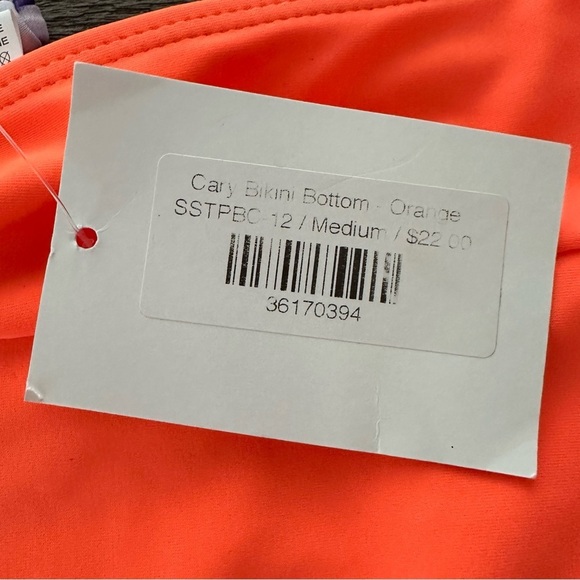 Cary Bikini Bottom - Orange
SSTPBC-12 / Medium / $22.00
36170394